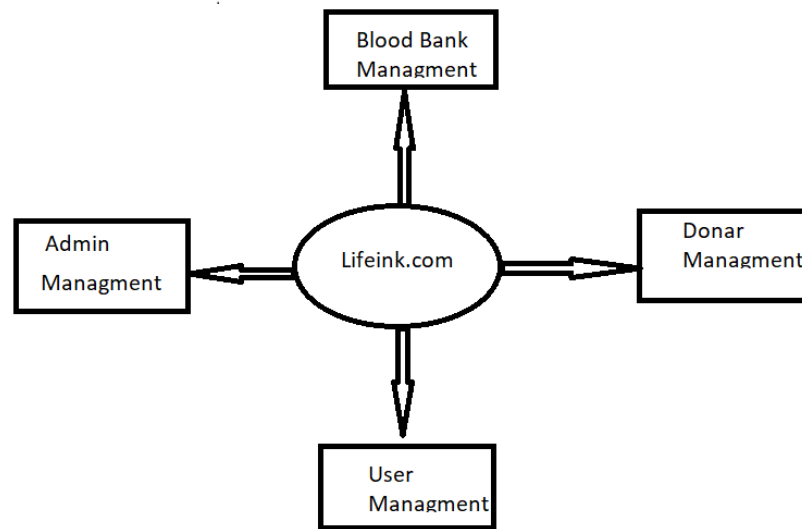 Blood Bank
Managment
Admin
Managment
Lifeink.com
Donar
Managment
User
Managment